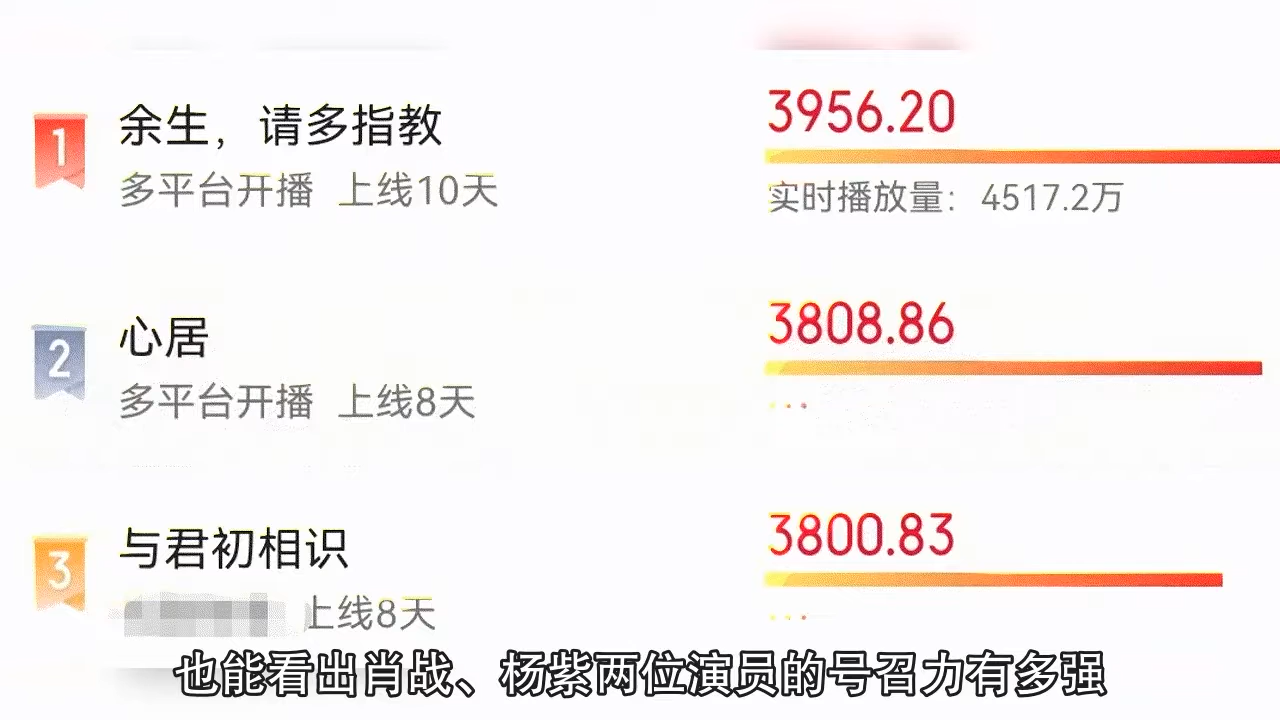 1
余生，请多指教
3956.20
多平台开播 上线10天
实时播放量：4517.2万
2
心居
3808.86
多平台开播 上线8天
3
与君初相识
3800.83
上线8天
也能看出肖战、杨紫两位演员的号召力有多强